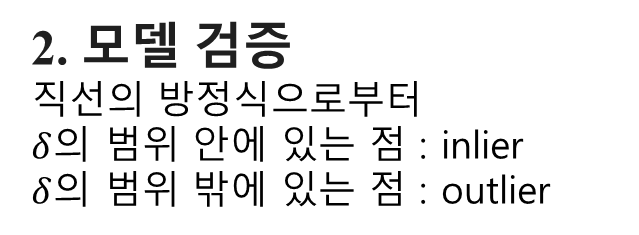 2. 모델 검증
직선의 방정식으로부터
δ의 범위 안에 있는 점 : inlier
δ의 범위 밖에 있는 점 : outlier